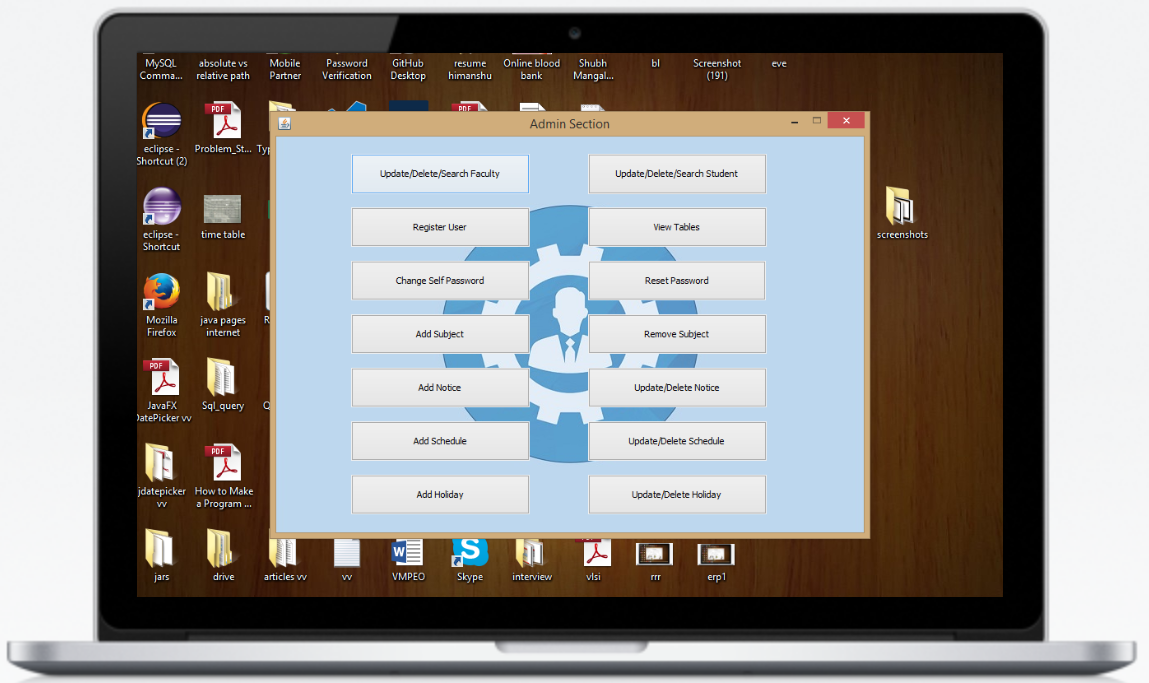 MySQL
Comma...
absolute vs
relative path
Mobile
Partner
Password
Verification
GitHub
Desktop
resume
himanshu
Online blood
bank
Shubh
Mangal...
bl
Screenshot
(191)
eve
PDF
PDF
eclipse -
Shortcut (2)
Problem_St...
Typ
Admin Section
Update/Delete/Search Faculty
Update/Delete/Search Student
Register User
View Tables
Change Self Password
Reset Password
Add Subject
Remove Subject
Add Notice
Update/Delete Notice
Add Schedule
Update/Delete Schedule
Add Holiday
Update/Delete Holiday
eclipse -
Shortcut
time table
screenshots
Mozilla
Firefox
java pages
internet
R
PDF
JavaFX
DatePicker vv
Sql_query
Q
PDF
jdatepicker
vv
How to Make
a Program ...
W
S
jars
drive
articles vv
vv
VMPEO
Skype
interview
vlsi
rrr
erp1